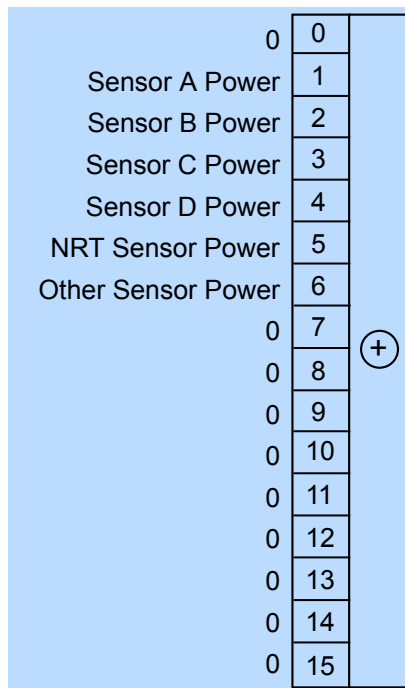 0 0
Sensor A Power 1
Sensor B Power 2
Sensor C Power 3
Sensor D Power 4
NRT Sensor Power 5
Other Sensor Power 6
0 7
+
0 8
0 9
0 10
0 11
0 12
0 13
0 14
0 15